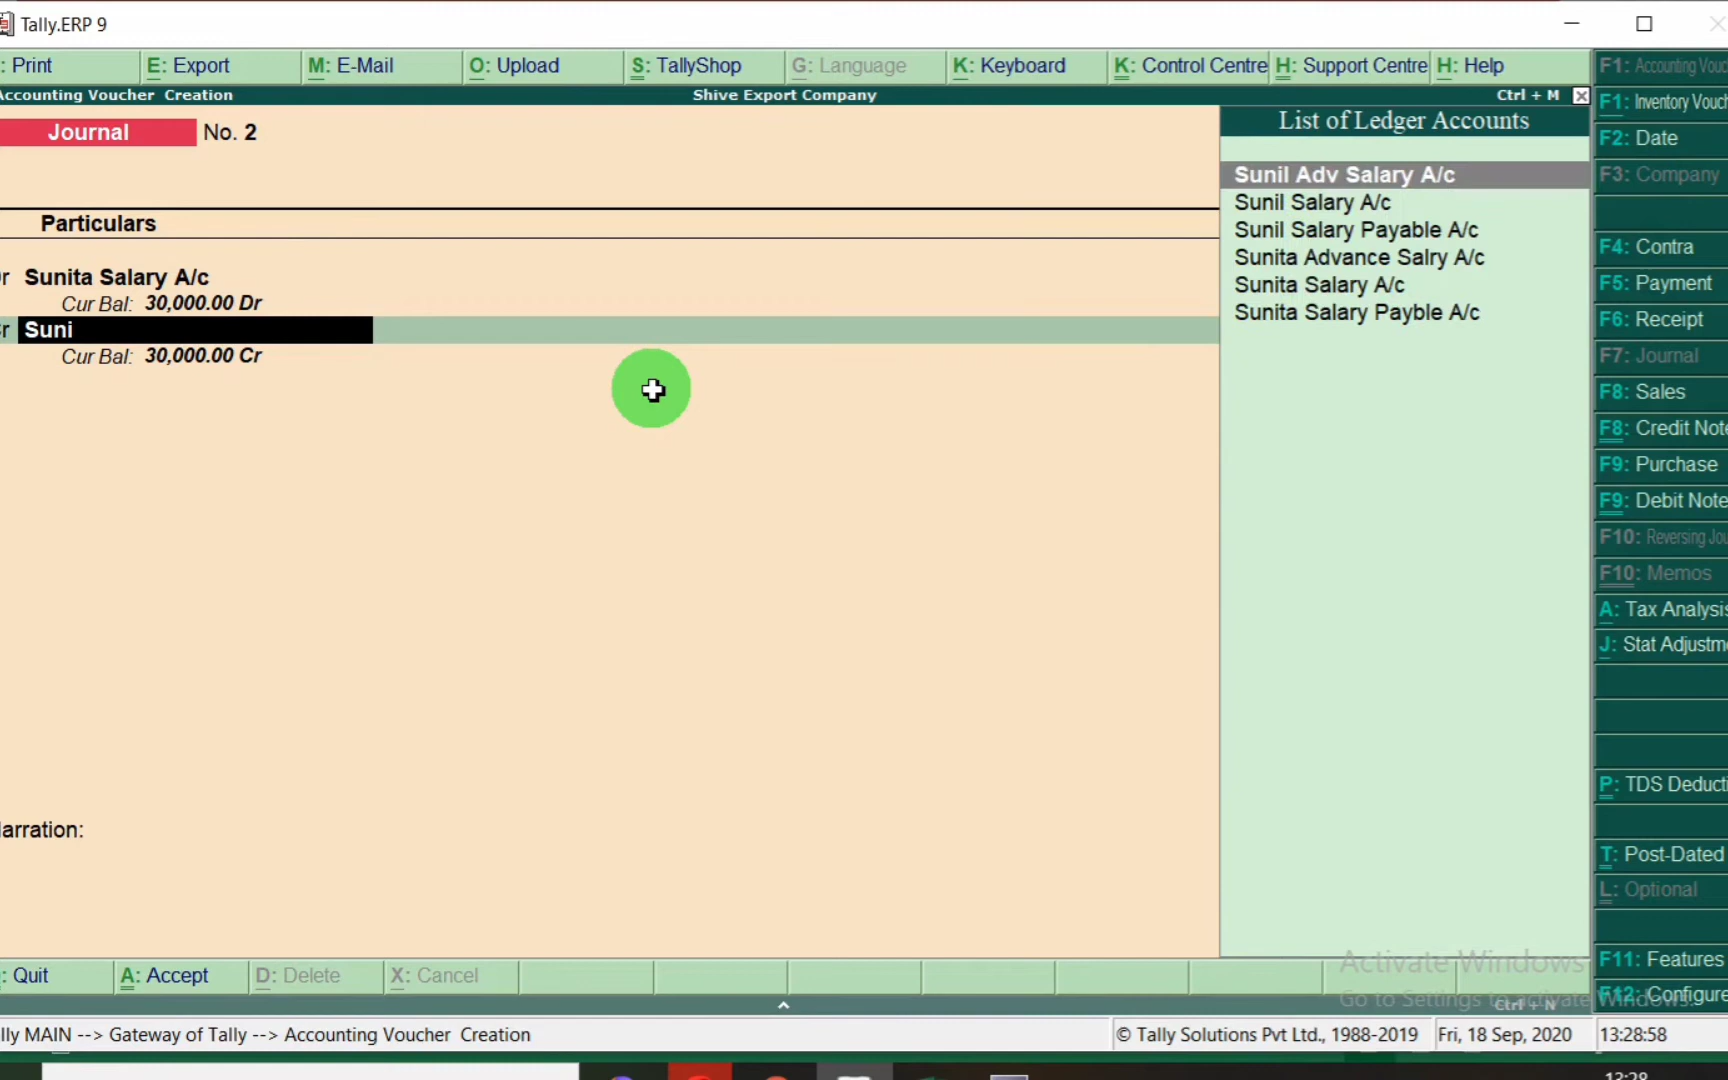 Tally.ERP 9
: Print E: Export M: E-Mail O: Upload S: TallyShop G: Language K: Keyboard K: Control Centre H: Support Centre H: Help
Accounting Voucher Creation Shive Export Company Ctrl + M
Journal No. 2
Particulars
Sunita Salary A/c
Cur Bal: 30,000.00 Dr
Suni
Cur Bal: 30,000.00 Cr
arration:
List of Ledger Accounts
Sunil Adv Salary A/c
Sunil Salary A/c
Sunil Salary Payable A/c
Sunita Advance Salry A/c
Sunita Salary A/c
Sunita Salary Payble A/c
F1: Accounting Vouc
F1: Inventory Vouch
F2: Date
F3: Company
F4: Contra
F5: Payment
F6: Receipt
F7: Journal
F8: Sales
F8: Credit Note
F9: Purchase
F9: Debit Note
F10: Reversing Jou
F10: Memos
A: Tax Analysis
J: Stat Adjustm
P: TDS Deducti
T: Post-Dated
L: Optional
F11: Features
F12: Configure
: Quit A: Accept D: Delete X: Cancel
Activate Windows
Go to Settings to activate Windows.
Ctrl + N
lly MAIN --> Gateway of Tally --> Accounting Voucher Creation © Tally Solutions Pvt Ltd., 1988-2019 Fri, 18 Sep, 2020 13:28:58
13:28